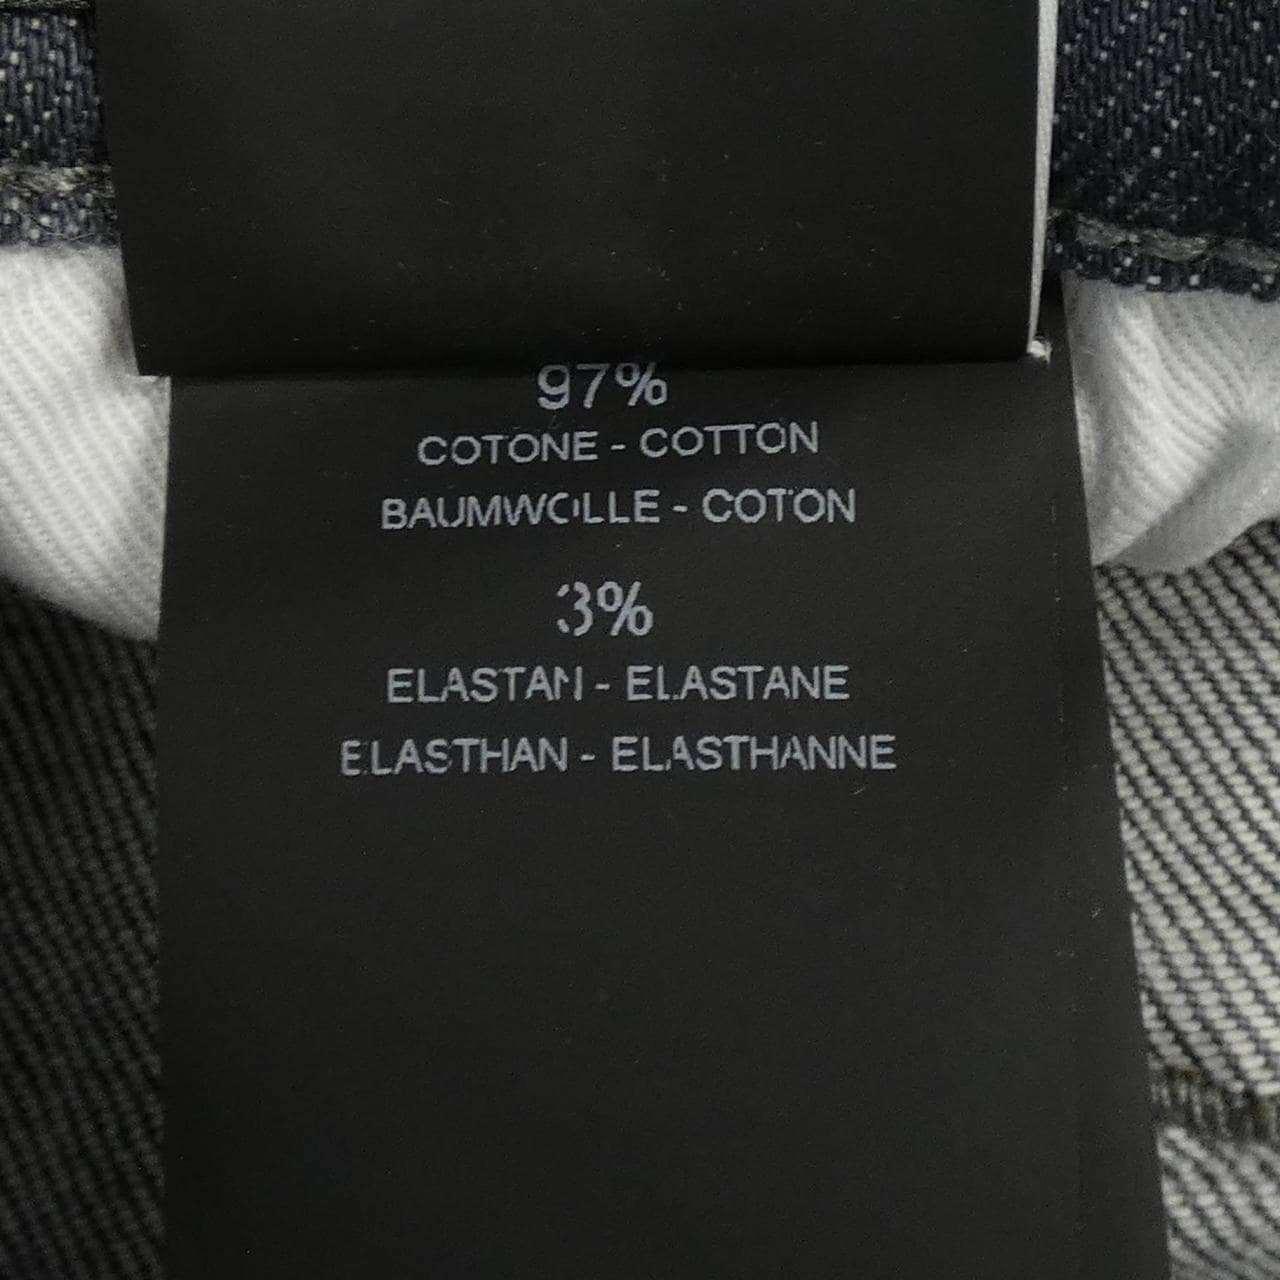 97%
COTONE - COTTON
BAUMWOLLE - COTON
3%
ELASTAN - ELASTANE
ELASTHAN - ELASTHANNE